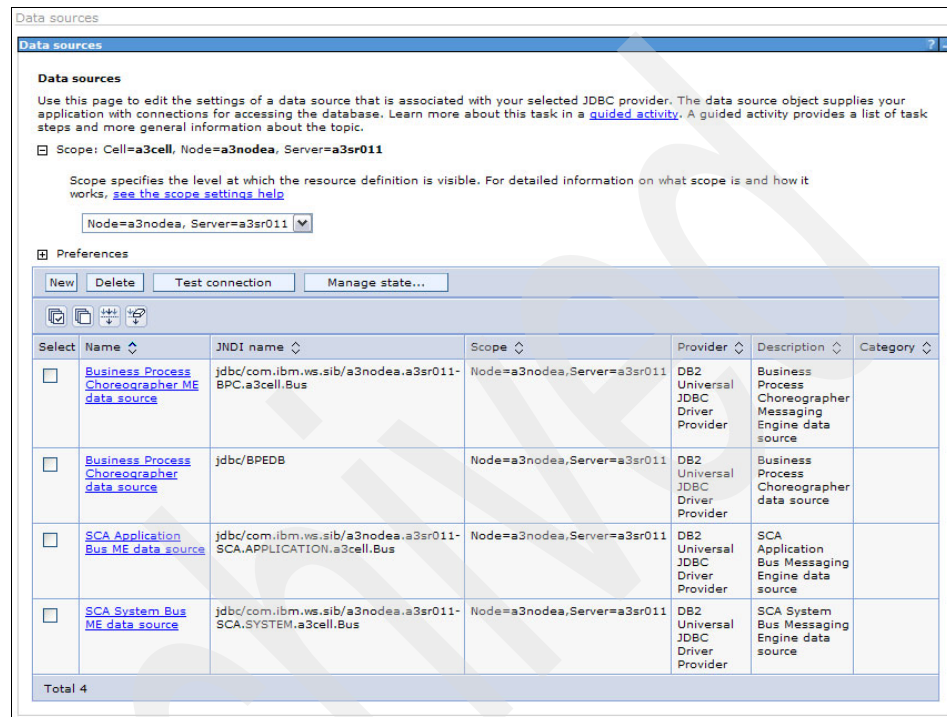 Data sources
Data sources ? -
Data sources
Use this page to edit the settings of a data source that is associated with your selected JDBC provider. The data source object supplies your
application with connections for accessing the database. Learn more about this task in a guided activity. A guided activity provides a list of task
steps and more general information about the topic.
Scope: Cell=a3cell, Node=a3nodea, Server=a3sr011
Scope specifies the level at which the resource definition is visible. For detailed information on what scope is and how it
works, see the scope settings help
Node=a3nodea, Server=a3sr011
Preferences
New Delete Test connection Manage state...
Select Name JNDI name Scope Provider Description Category
Business Process
Choreographer ME
data source
jdbc/com.ibm.ws.sib/a3nodea.a3sr011-
BPC.a3cell.Bus
Node=a3nodea,Server=a3sr011
DB2
Universal
JDBC
Driver
Provider
Business
Process
Choreographer
Messaging
Engine data
source
Business Process
Choreographer
data source
jdbc/BPEDB
Node=a3nodea,Server=a3sr011
DB2
Universal
JDBC
Driver
Provider
Business
Process
Choreographer
data source
SCA Application
Bus ME data source
jdbc/com.ibm.ws.sib/a3nodea.a3sr011-
SCA.APPLICATION.a3cell.Bus
Node=a3nodea,Server=a3sr011
DB2
Universal
JDBC
Driver
Provider
SCA
Application
Bus Messaging
Engine data
source
SCA System Bus
ME data source
jdbc/com.ibm.ws.sib/a3nodea.a3sr011-
SCA.SYSTEM.a3cell.Bus
Node=a3nodea,Server=a3sr011
DB2
Universal
JDBC
Driver
Provider
SCA System
Bus Messaging
Engine data
source
Total 4